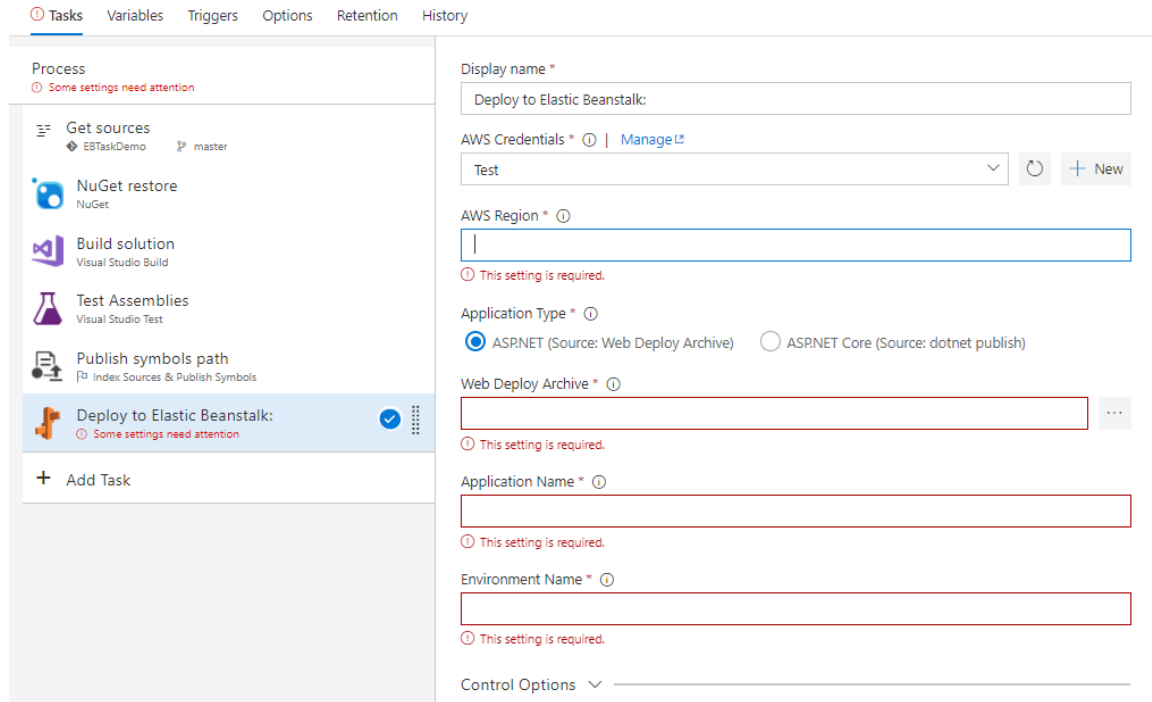 Tasks Variables Triggers Options Retention History
Process
Some settings need attention
Get sources
EBTaskDemo master
NuGet restore
NuGet
Build solution
Visual Studio Build
Test Assemblies
Visual Studio Test
Publish symbols path
Index Sources & Publish Symbols
Deploy to Elastic Beanstalk:
Some settings need attention
+ Add Task
Display name *
Deploy to Elastic Beanstalk:
AWS Credentials * | Manage
Test
+ New
AWS Region *
This setting is required.
Application Type *
ASP.NET (Source: Web Deploy Archive) ASP.NET Core (Source: dotnet publish)
Web Deploy Archive *
...
This setting is required.
Application Name *
This setting is required.
Environment Name *
This setting is required.
Control Options